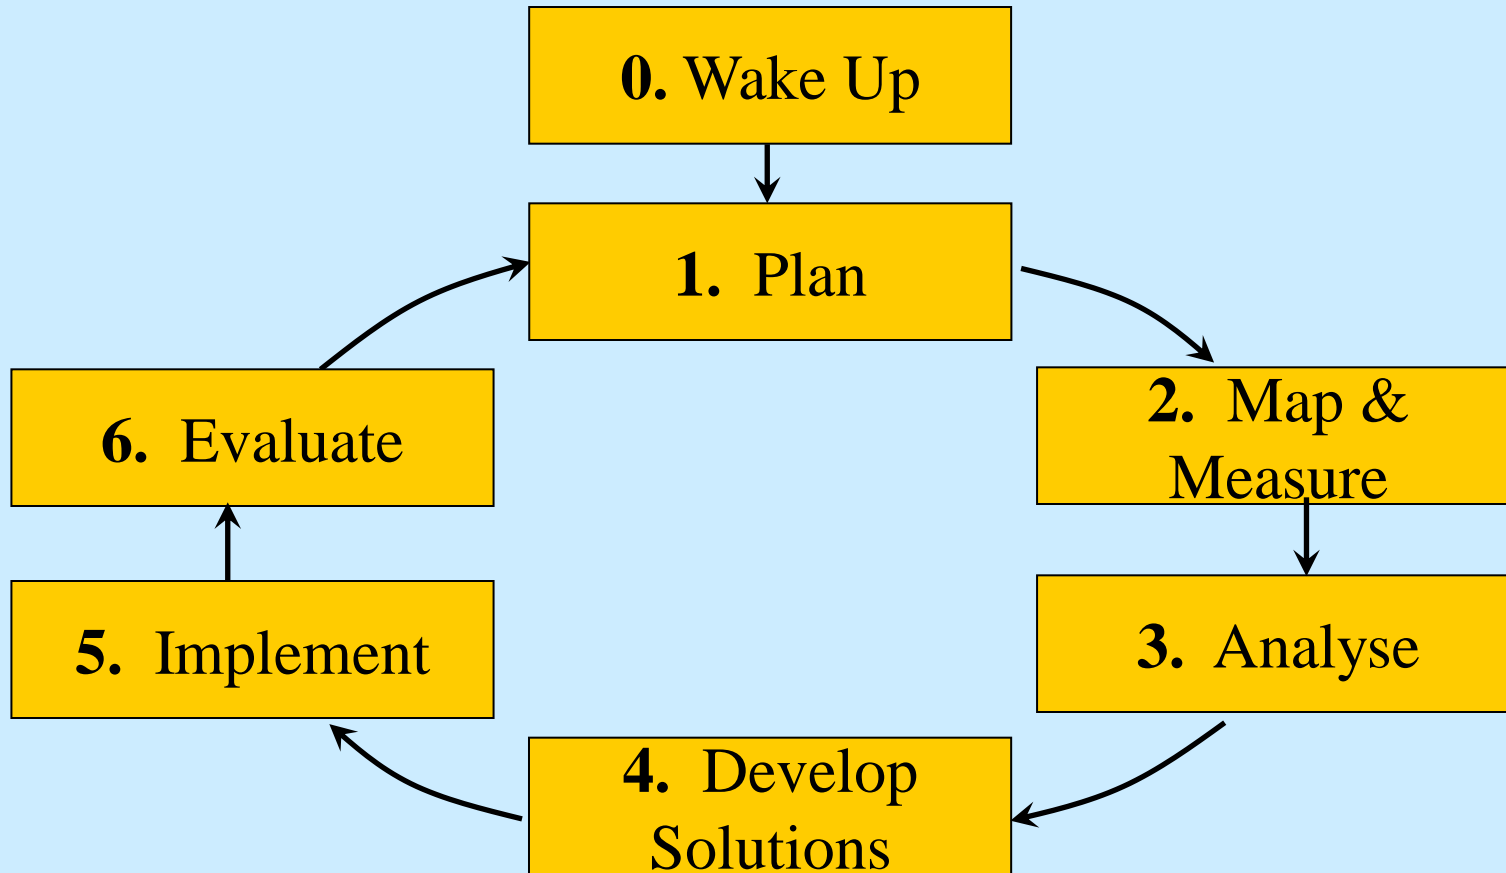 0. Wake Up
1. Plan
2. Map &
Measure
3. Analyse
4. Develop
Solutions
5. Implement
6. Evaluate